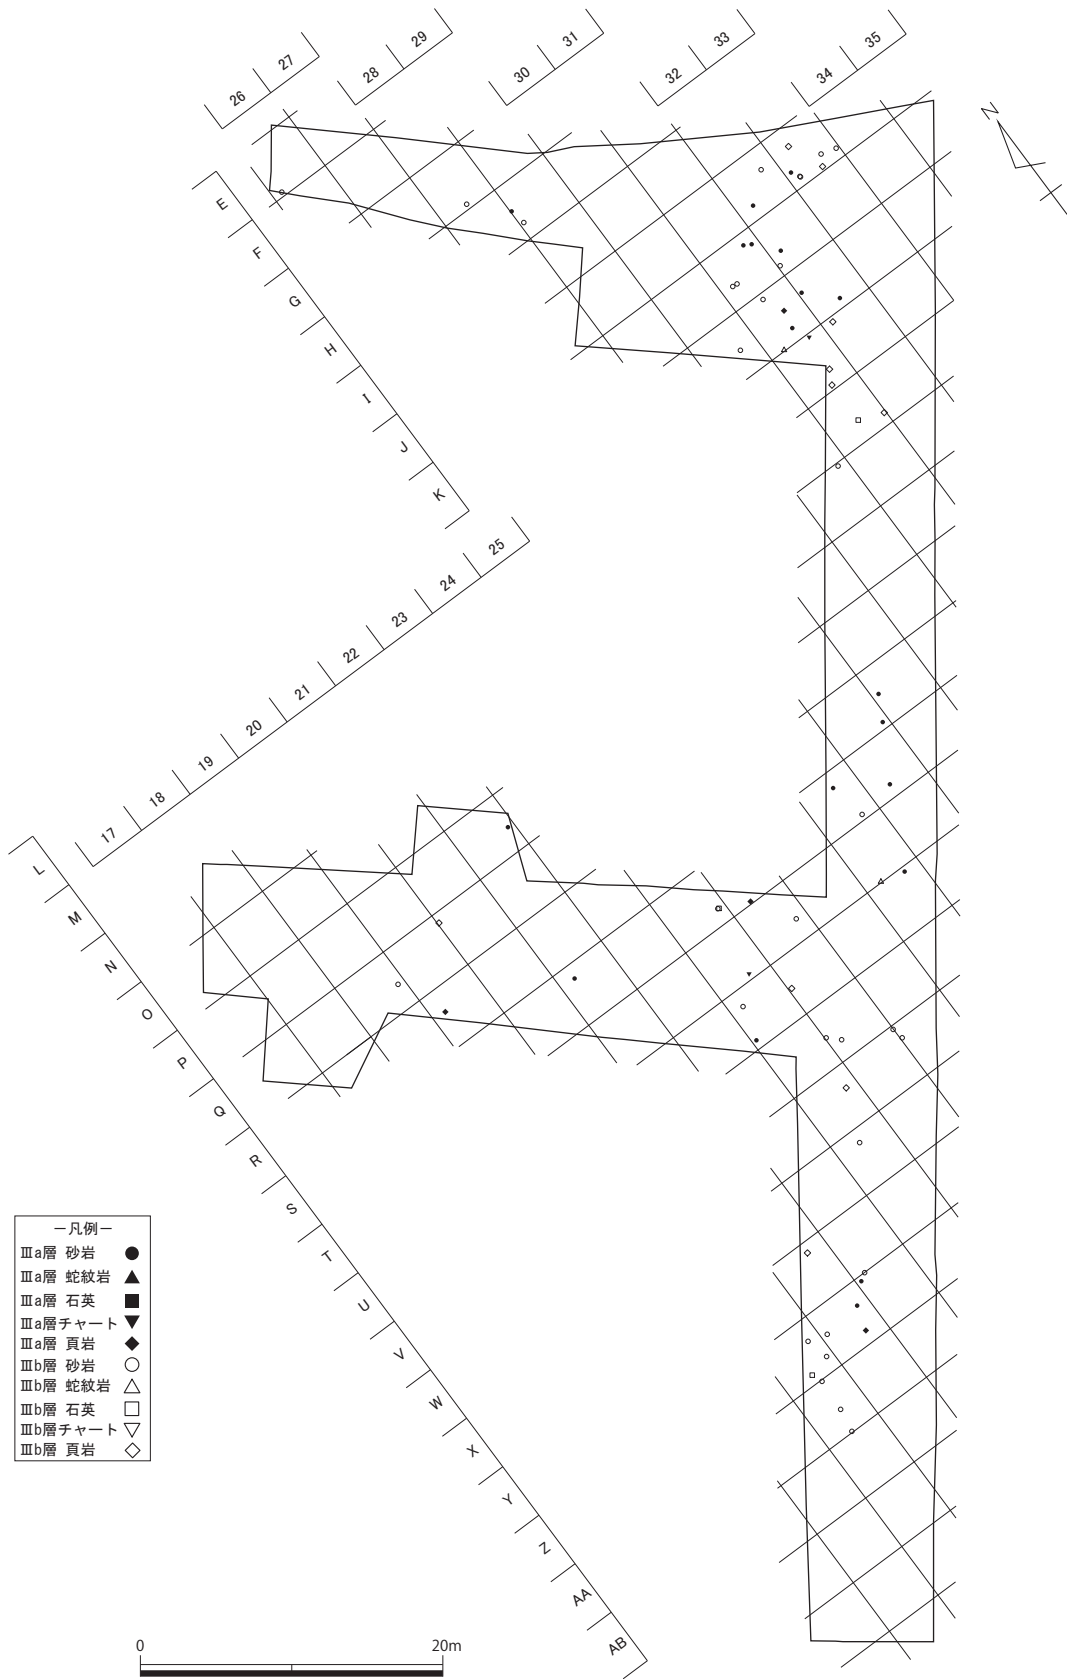 26 27
28 29
30 31
32 33
34 35
N
E
F
G
H
I
J
K
17 18 19 20 21 22 23 24 25
L
M
N
O
P
Q
R
S
T
U
V
W
X
Y
Z
AA
AB
－凡例－
Ⅲa層 砂岩 ●
Ⅲa層 蛇紋岩 ▲
Ⅲa層 石英 ■
Ⅲa層チャート ▼
Ⅲa層 頁岩 ◆
Ⅲb層 砂岩 ○
Ⅲb層 蛇紋岩 △
Ⅲb層 石英 □
Ⅲb層チャート ▽
Ⅲb層 頁岩 ◇
0 20m